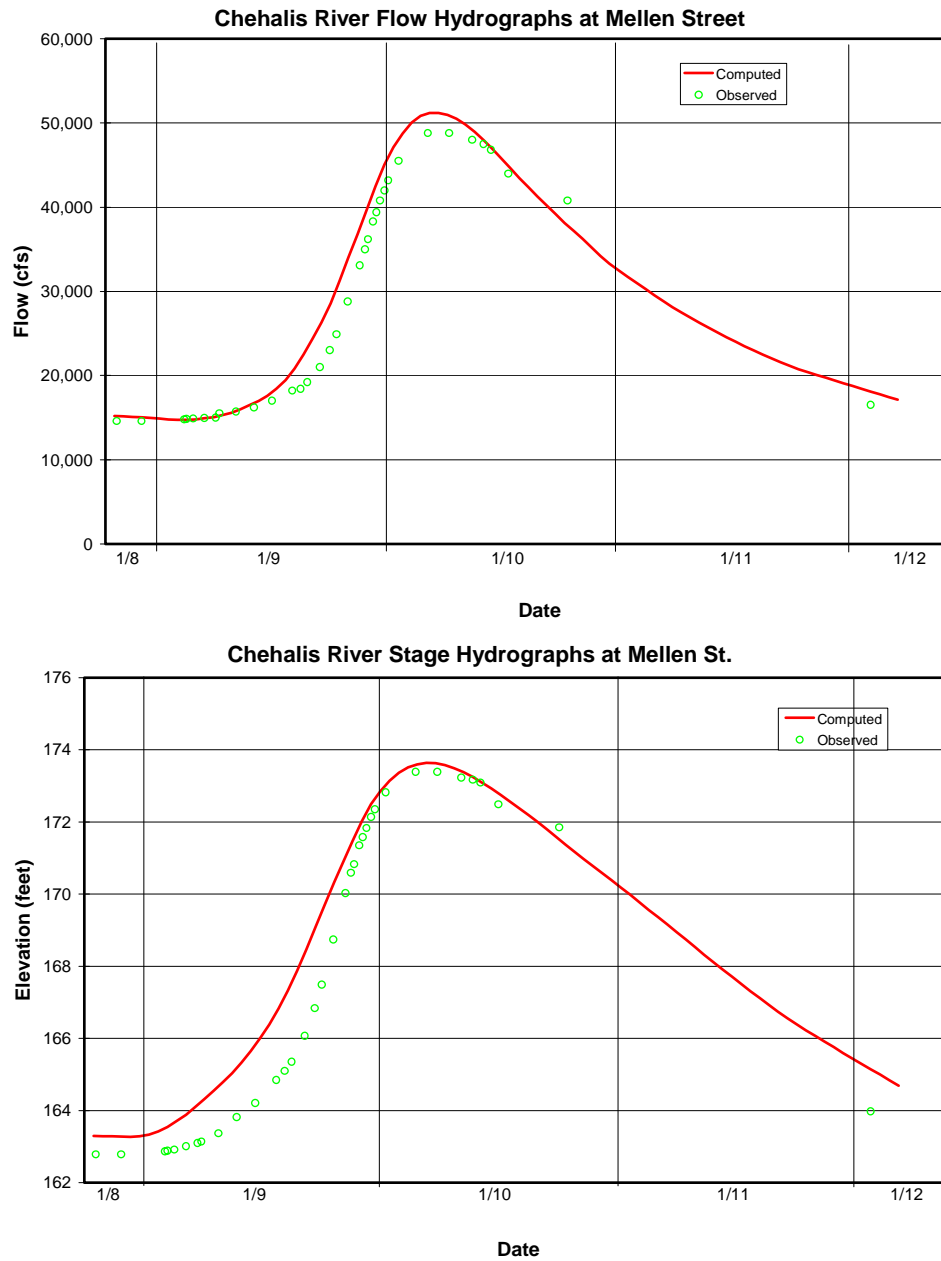 Chehalis River Flow Hydrographs at Mellen Street
60,000
50,000
40,000
30,000
20,000
10,000
0
Flow (cfs)
Computed
Observed
1/8 1/9 1/10 1/11 1/12
Date
Chehalis River Stage Hydrographs at Mellen St.
176
174
172
170
168
166
164
162
Elevation (feet)
Computed
Observed
1/8 1/9 1/10 1/11 1/12
Date